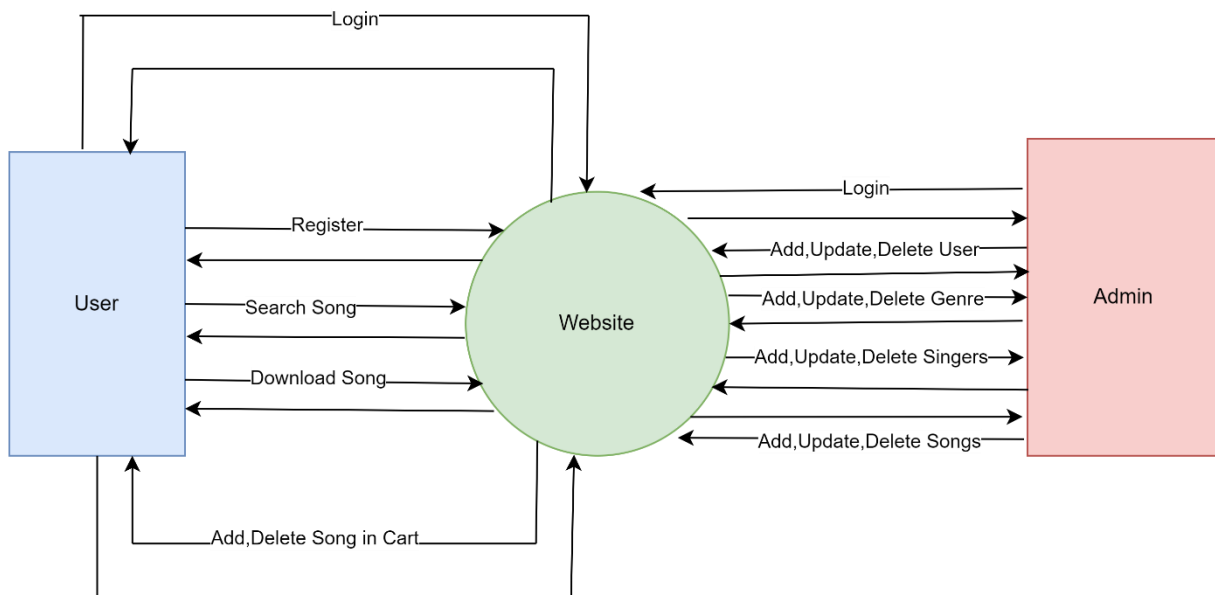 Login
Login
Register
Add,Update,Delete User
User
Search Song
Website
Add,Update,Delete Genre
Admin
Add,Update,Delete Singers
Download Song
Add,Update,Delete Songs
Add,Delete Song in Cart